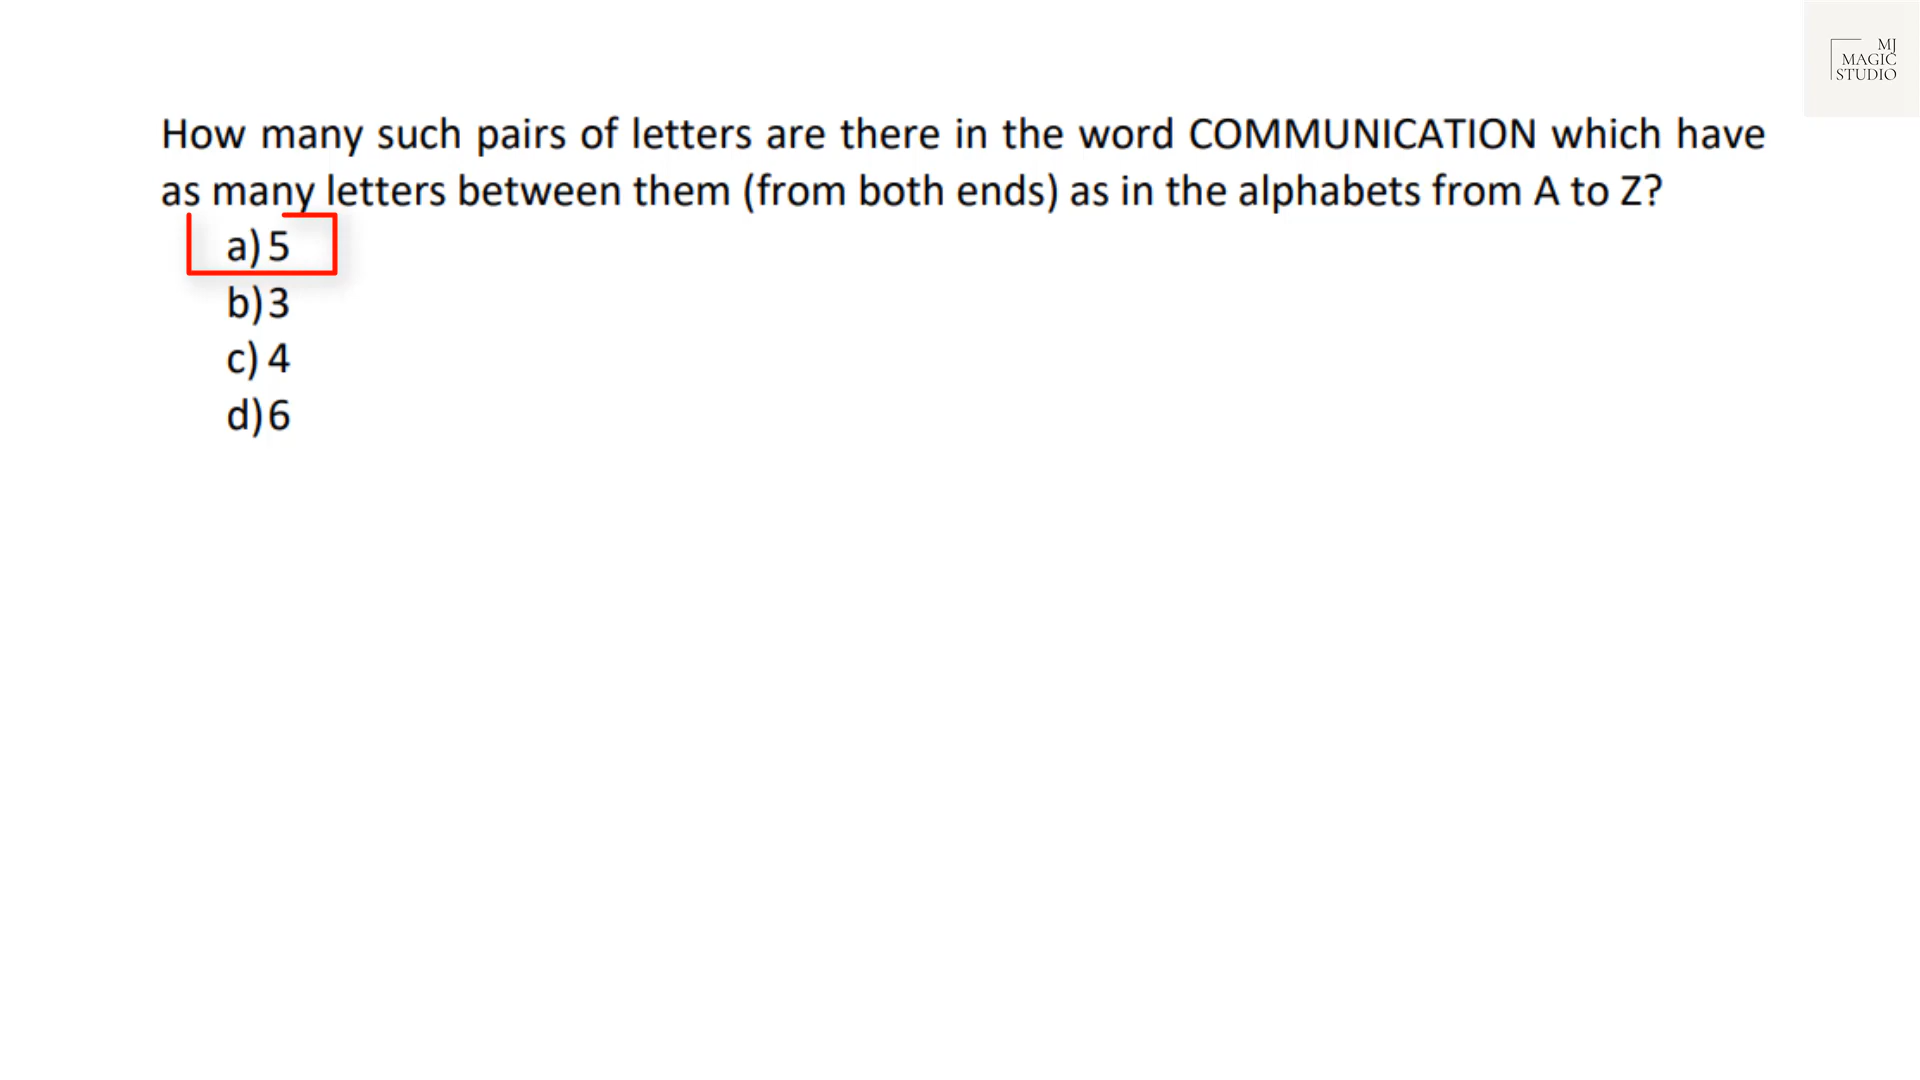 MJ
MAGIC
STUDIO
How many such pairs of letters are there in the word COMMUNICATION which have
as many letters between them (from both ends) as in the alphabets from A to Z?
a) 5
b) 3
c) 4
d) 6